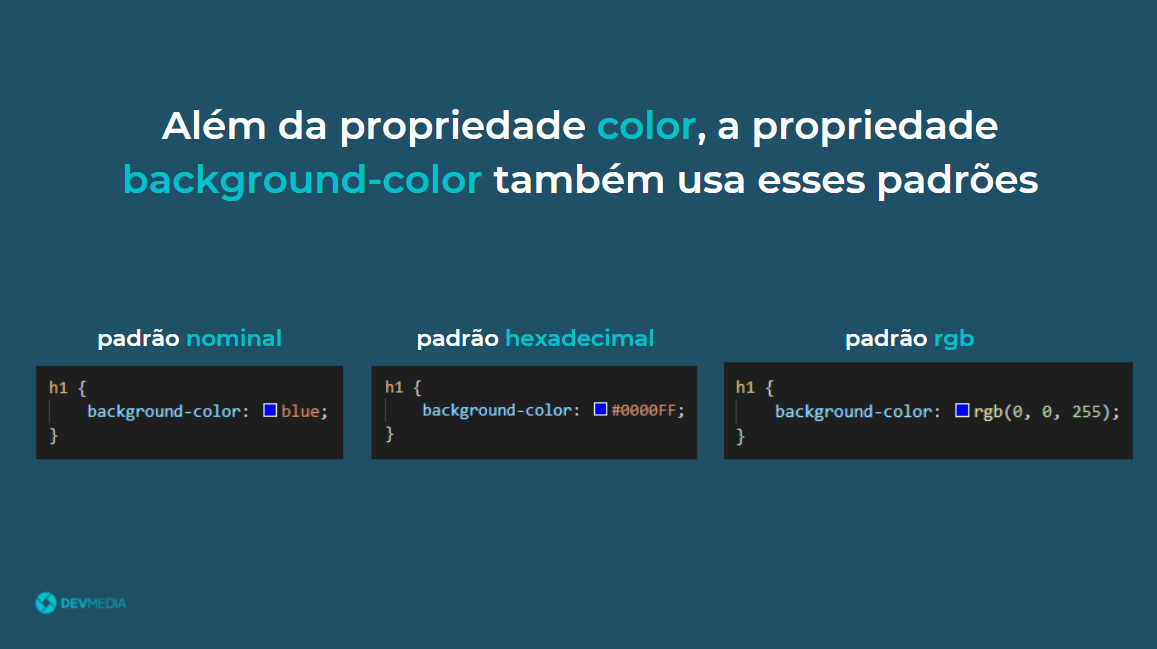 Além da propriedade color, a propriedade
background-color também usa esses padrões
padrão nominal
h1 {
background-color: blue;
}
padrão hexadecimal
h1 {
background-color: #0000FF;
}
padrão rgb
h1 {
background-color: rgb(0, 0, 255);
}
DEVMEDIA